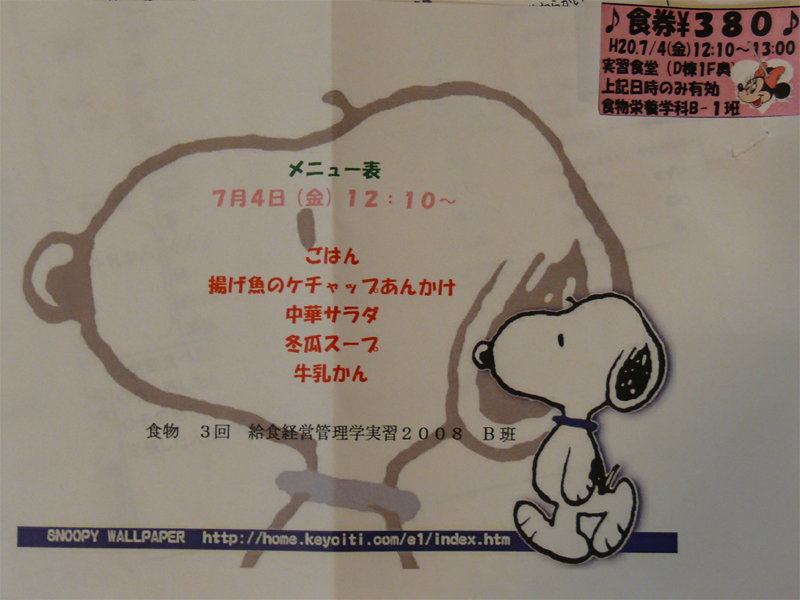 ♪食券¥380♪
H20.7/4(金)12:10～13:00
実習食堂（D棟1F奥）
上記日時のみ有効
食物栄養学科B-1班
メニュー表
7月4日（金）12：10～
ごはん
揚げ魚のケチャップあんかけ
中華サラダ
冬瓜スープ
牛乳かん
食物　3回　給食経営管理学実習2008　B班
SNOOPY WALLPAPER http://home.kayoiti.com/e1/index.htm